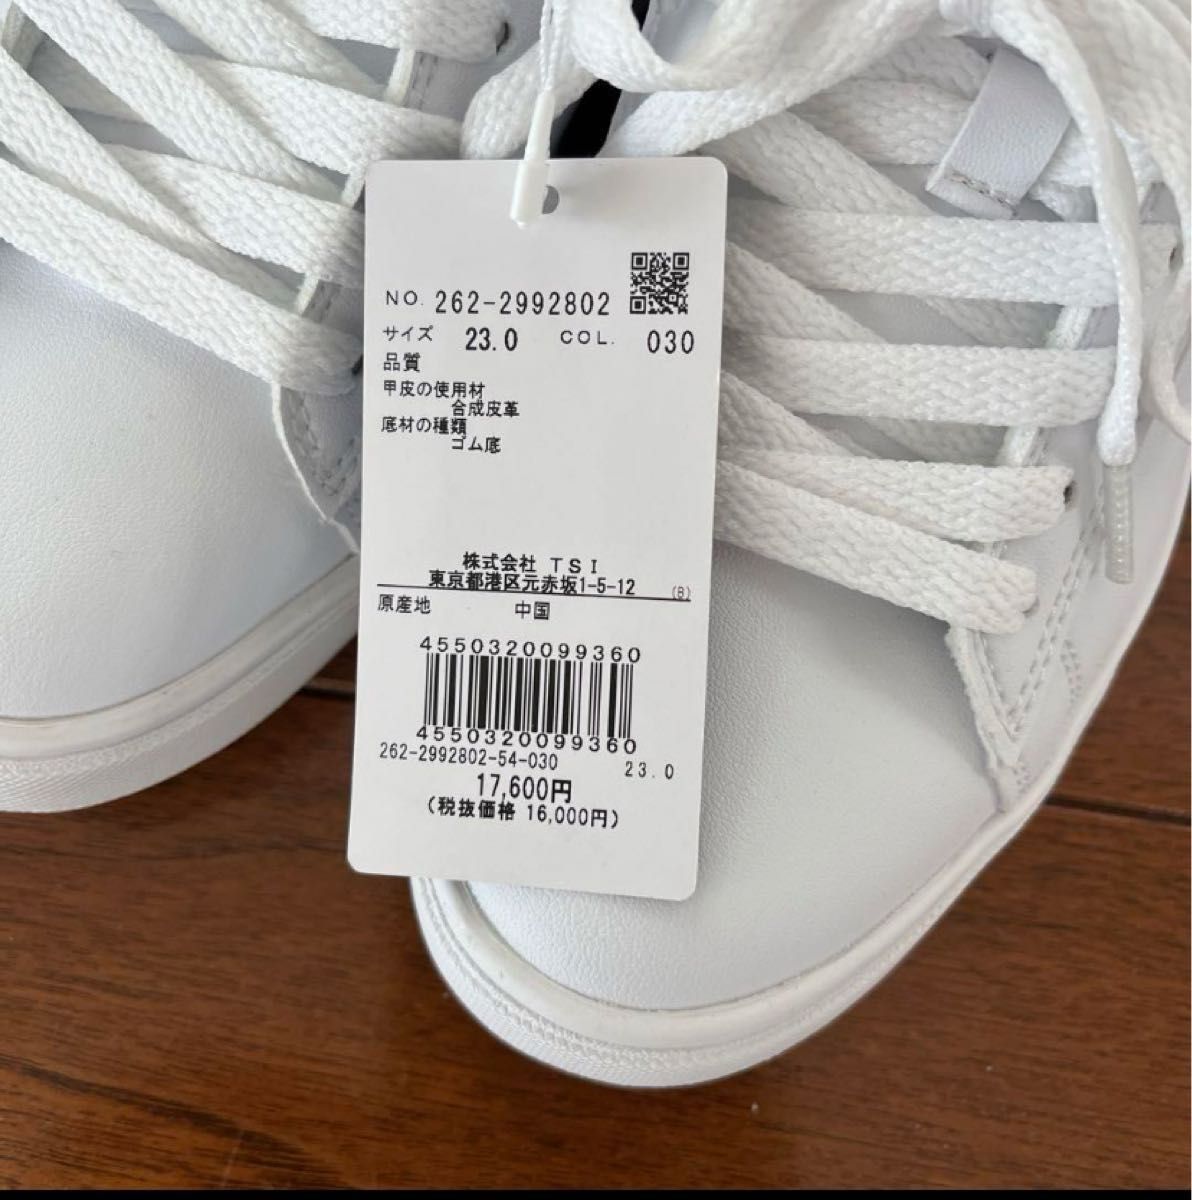 NO. 262-2992802
サイズ 23.0 COL. 030
品質
甲皮の使用材
合成皮革
底材の種類
ゴム底
株式会社 TSI
東京都港区元赤坂1-5-12 (8)
原産地 中国
4550320099360
4550320099360
262-2992802-54-030 23.0
17,600円
(税抜価格 16,000円)